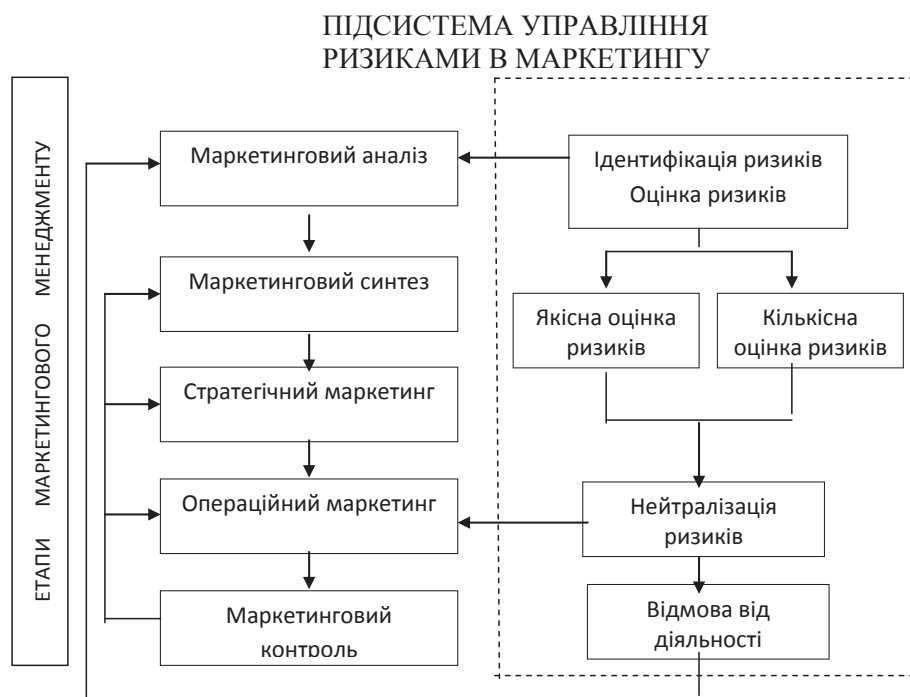 ПІДСИСТЕМА УПРАВЛІННЯ
РИЗИКАМИ В МАРКЕТИНГУ
ЕТАПИ МАРКЕТИНГОВОГО МЕНЕДЖМЕНТУ
Маркетинговий аналіз
Маркетинговий синтез
Стратегічний маркетинг
Операційний маркетинг
Маркетинговий
контроль
Ідентифікація ризиків
Оцінка ризиків
Якісна оцінка
ризиків
Кількісна
оцінка ризиків
Нейтралізація
ризиків
Відмова від
діяльності